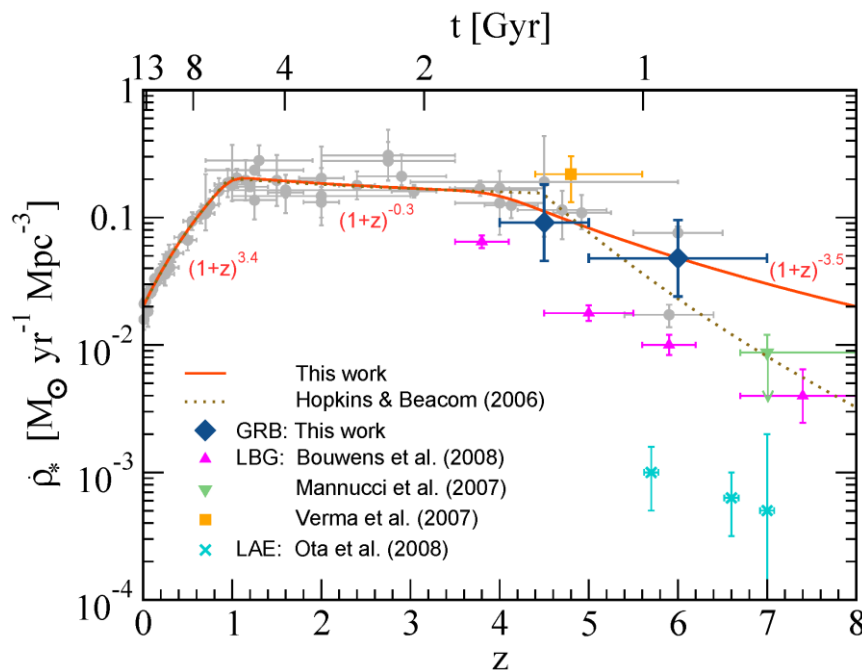 t [Gyr]
13 8 4 2 1
1
0.1
10⁻²
10⁻³
10⁻⁴
ρ̇* [M⊙ yr⁻¹ Mpc⁻³]
(1+z)³·⁴
(1+z)⁻⁰·³
(1+z)⁻³·⁵
This work
Hopkins & Beacom (2006)
GRB: This work
LBG: Bouwens et al. (2008)
Mannucci et al. (2007)
Verma et al. (2007)
LAE: Ota et al. (2008)
0 1 2 3 4 5 6 7 8
z